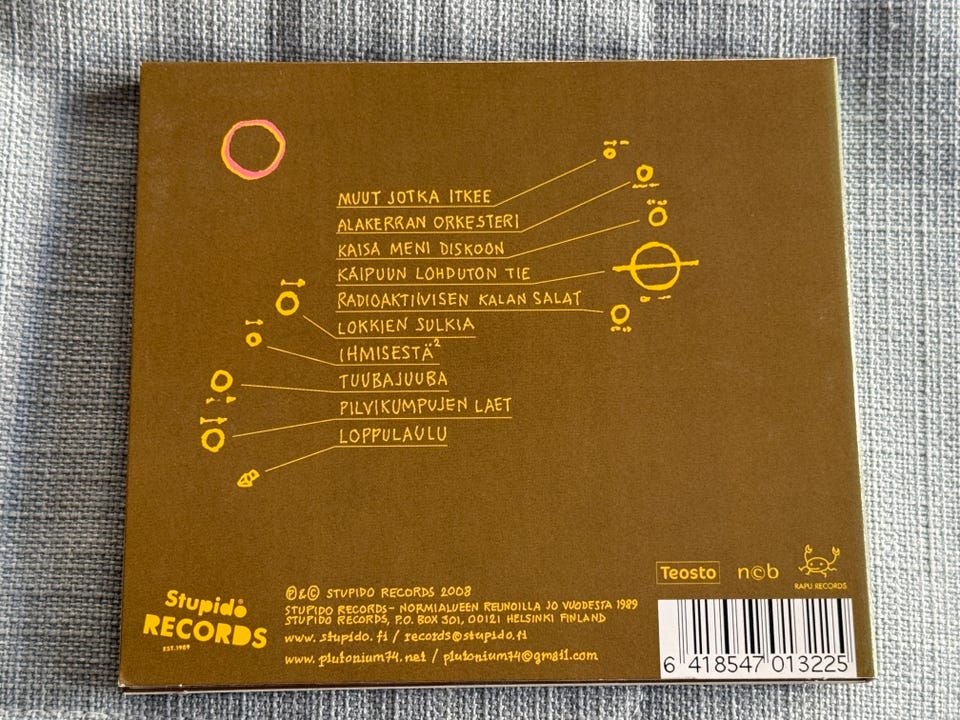 MUUT JOTKA ITKEE
ALAKERRAN ORKESTERI
KAISA MENI DISKOON
KAIPUUN LOHDUTON TIE
RADIOAKTIIVISEN KALAN SALAT
LOKKIEN SULKIA
IHMISESTÄ²
TUUBAJUUBA
PILVIKUMPUJEN LAET
LOPPULAULU
Stupido
RECORDS
EST. 1989
℗&© STUPIDO RECORDS 2008
STUPIDO RECORDS - NORMIALUEEN REUNOILLA JO VUODESTA 1989
STUPIDO RECORDS, P.O. BOX 301, 00121 HELSINKI FINLAND
www.stupido.fi / records@stupido.fi
www.plutonium74.net / plutonium74@gmail.com
Teosto
n©b
RAPU RECORDS
6 418547 013225